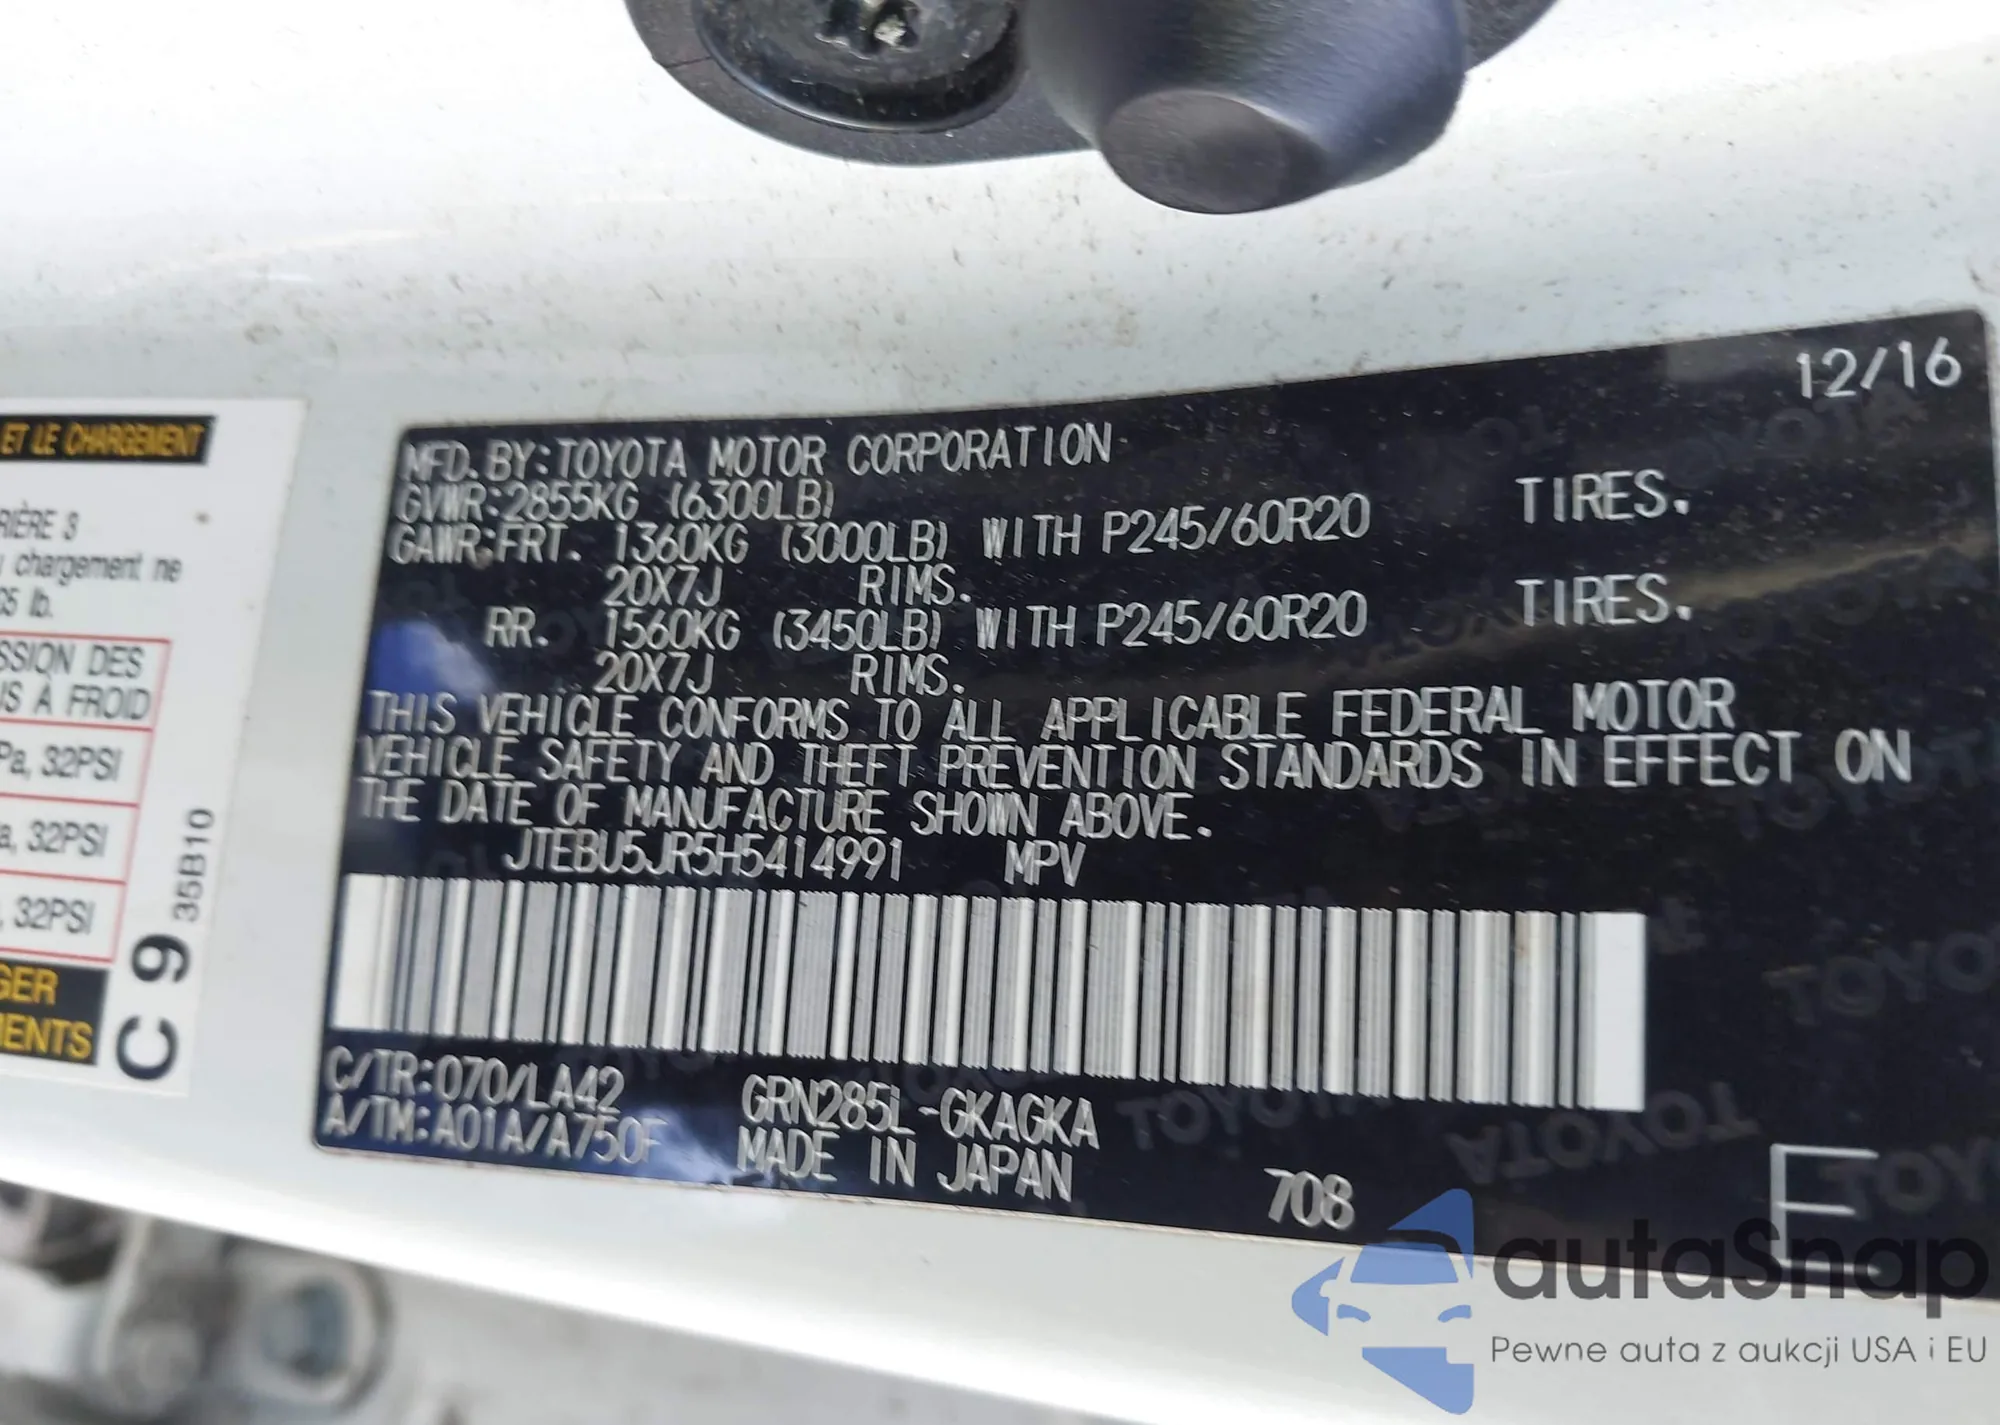 12/16
MFD. BY:TOYOTA MOTOR CORPORATION
GVWR:2855KG (6300LB)
GAWR:FRT. 1360KG (3000LB) WITH P245/60R20 TIRES.
20X7J RIMS.
RR. 1560KG (3450LB) WITH P245/60R20 TIRES.
20X7J RIMS.
THIS VEHICLE CONFORMS TO ALL APPLICABLE FEDERAL MOTOR
VEHICLE SAFETY AND THEFT PREVENTION STANDARDS IN EFFECT ON
THE DATE OF MANUFACTURE SHOWN ABOVE.
JTEBU5JR5H5414991 MPV
C/TR:070/LA42 GRN285L-GKAGKA
A/TM:A01A/A750F MADE IN JAPAN
708
E
ET LE CHARGEMENT
RIÈRE 3
chargement ne
lb.
SSION DES
À FROID
Pa, 32PSI
a, 32PSI
, 32PSI
GER
MENTS
C 9 35B10
autaSnap
Pewne auta z aukcji USA i EU